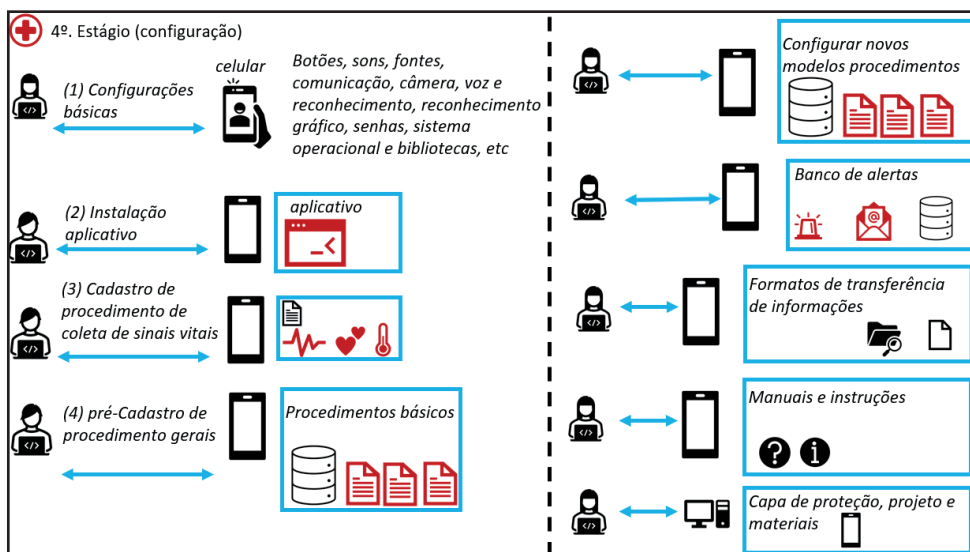 4º. Estágio (configuração)
(1) Configurações
básicas
celular
Botões, sons, fontes,
comunicação, câmera, voz e
reconhecimento, reconhecimento
gráfico, senhas, sistema
operacional e bibliotecas, etc
(2) Instalação
aplicativo
aplicativo
(3) Cadastro de
procedimento de
coleta de sinais vitais
(4) pré-Cadastro de
procedimento gerais
Procedimentos básicos
Configurar novos
modelos procedimentos
Banco de alertas
Formatos de transferência
de informações
Manuais e instruções
Capa de proteção, projeto e
materiais